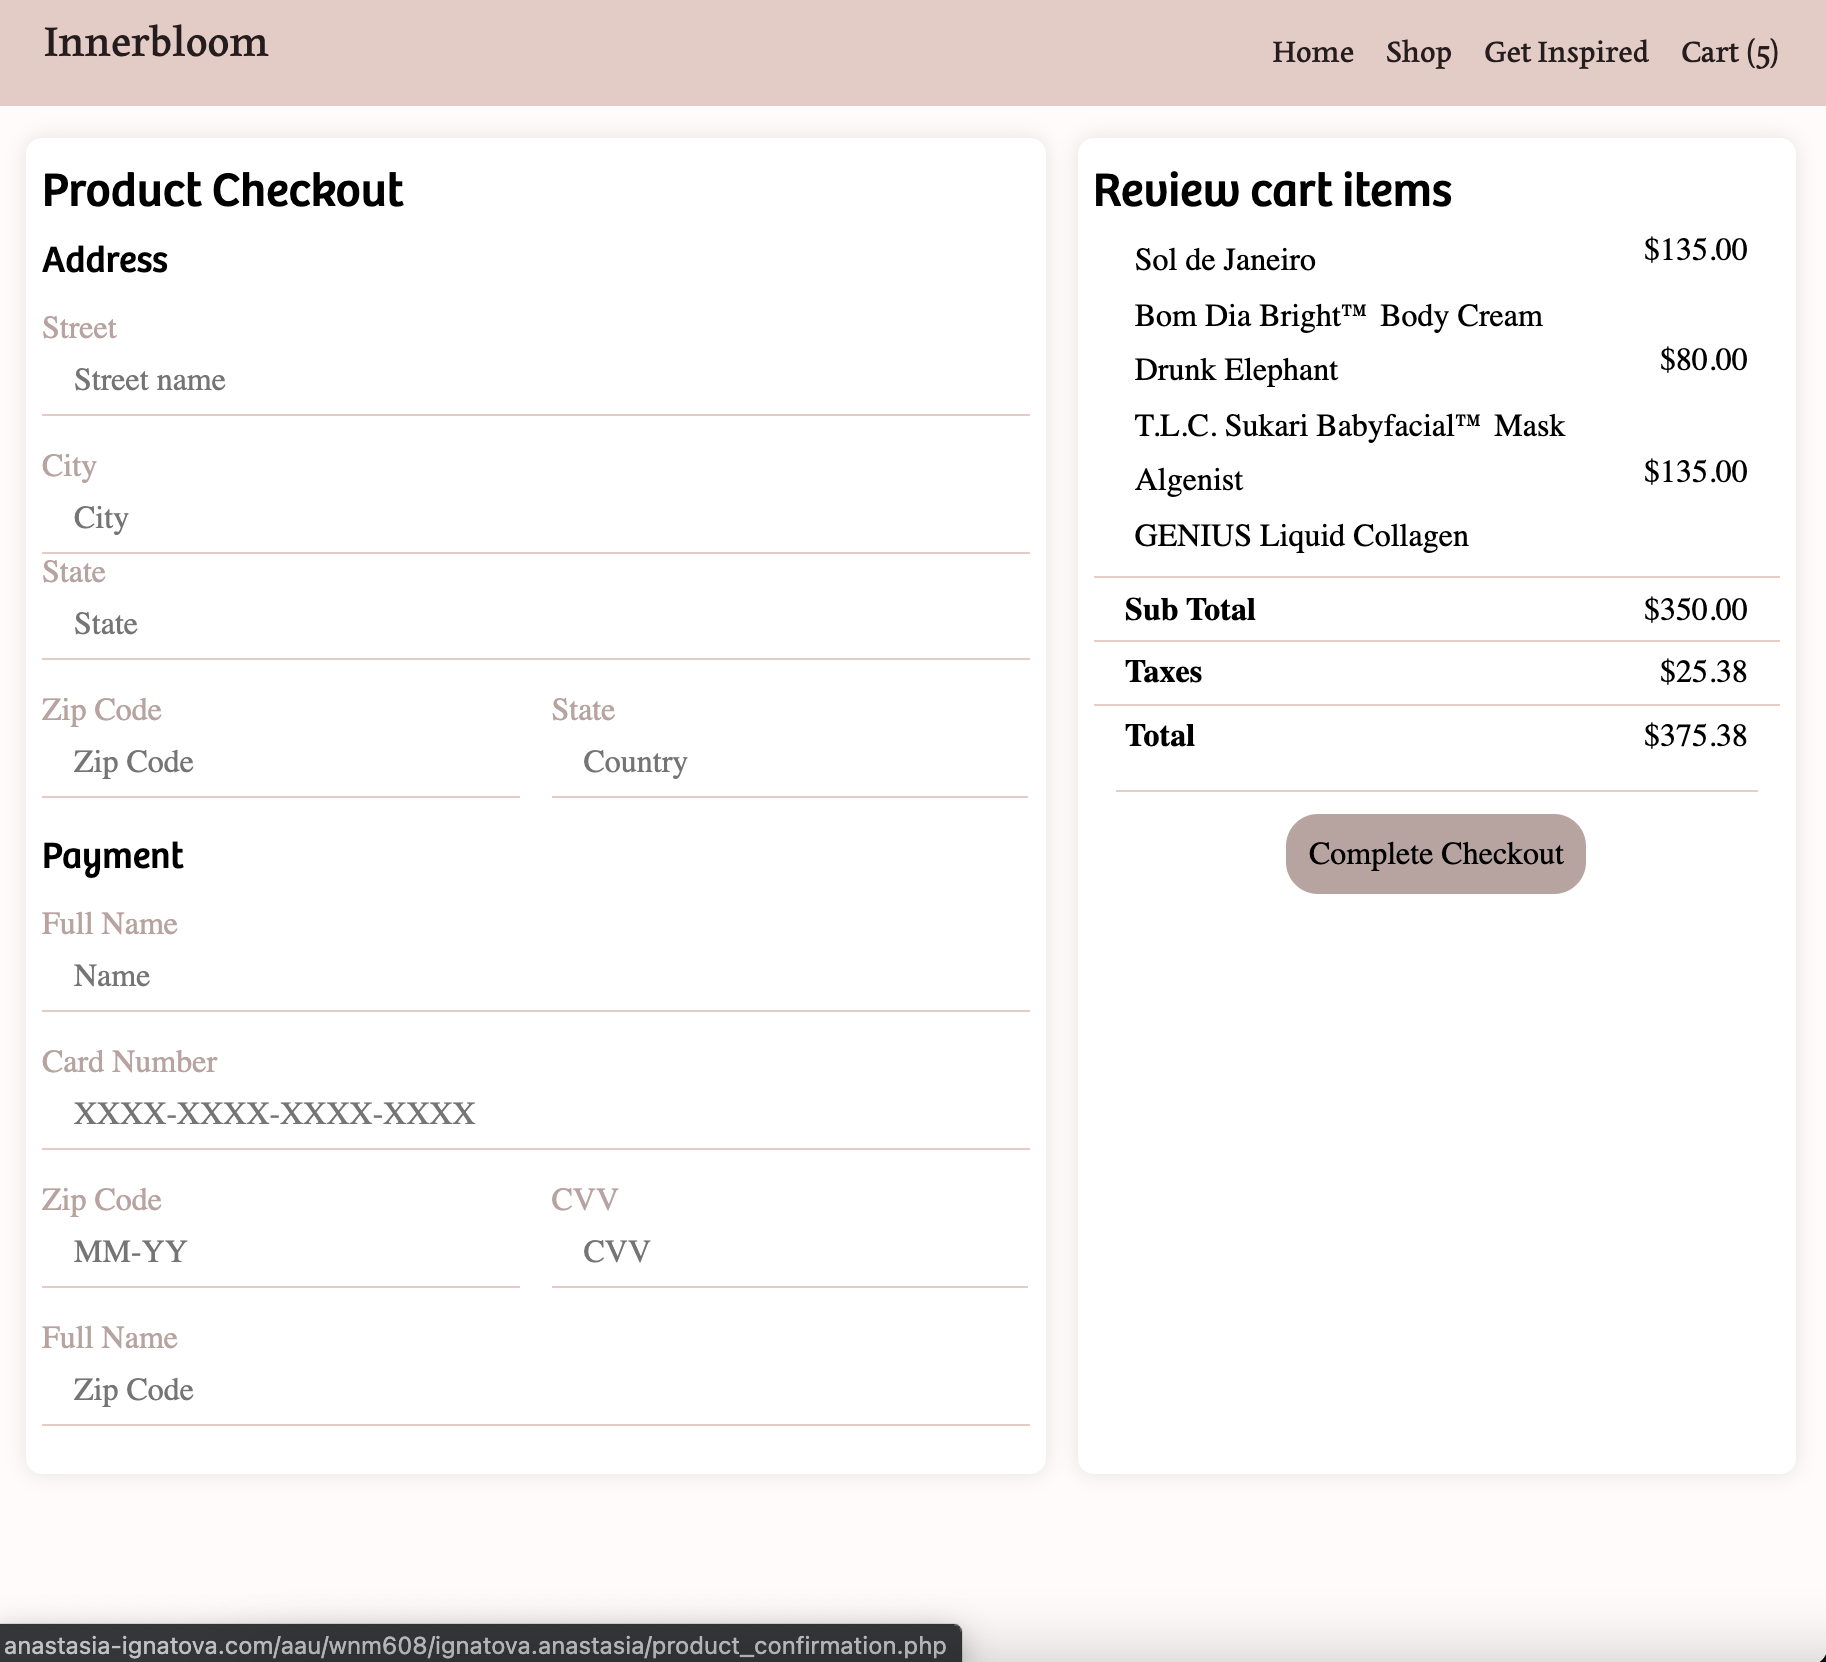 Innerbloom
Home Shop Get Inspired Cart (5)
Product Checkout
Address
Street
Street name
City
City
State
State
Zip Code State
Zip Code Country
Payment
Full Name
Name
Card Number
XXXX-XXXX-XXXX-XXXX
Zip Code CVV
MM-YY CVV
Full Name
Zip Code
Review cart items
Sol de Janeiro $135.00
Bom Dia Bright™ Body Cream
Drunk Elephant $80.00
T.L.C. Sukari Babyfacial™ Mask
Algenist $135.00
GENIUS Liquid Collagen
Sub Total $350.00
Taxes $25.38
Total $375.38
Complete Checkout
anastasia-ignatova.com/aau/wnm608/ignatova.anastasia/product_confirmation.php